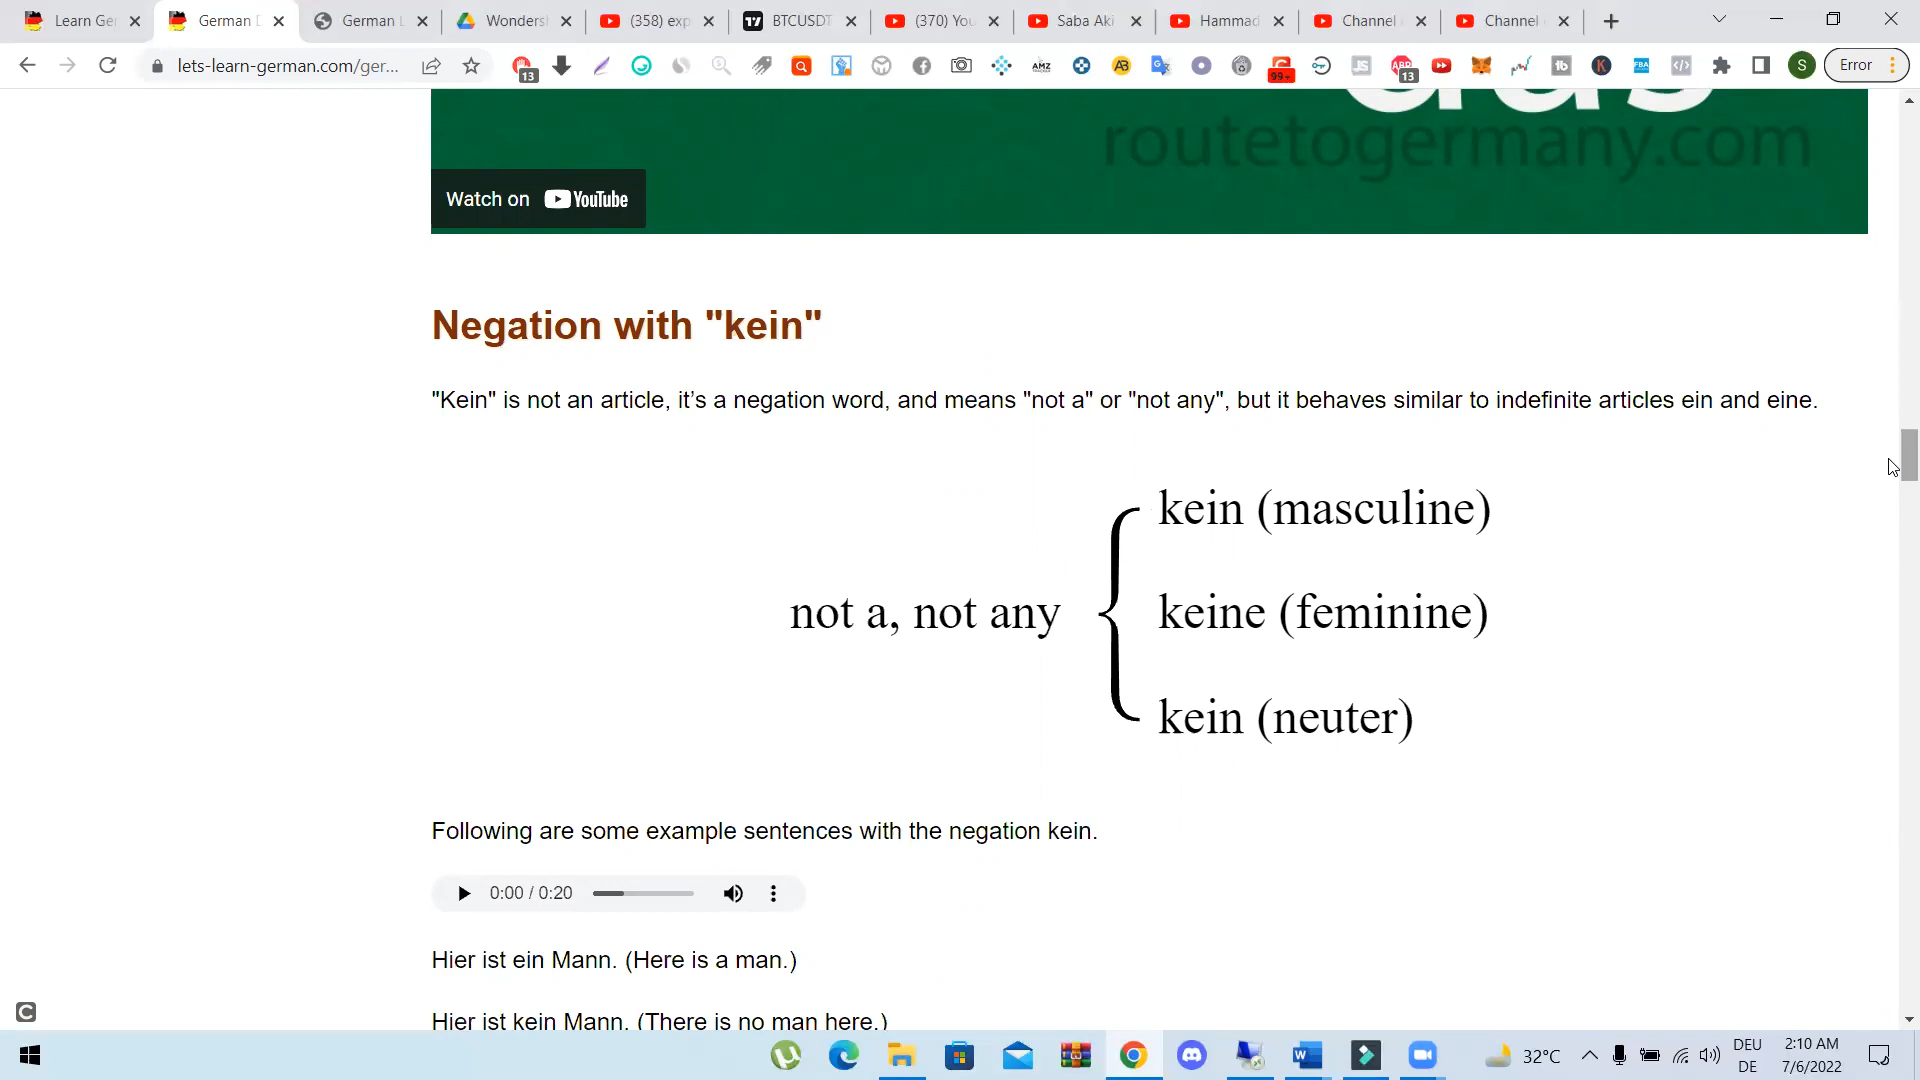 Learn Ge
German D
German L
Wondersh
(358) exp
BTCUSDT
(370) You
Saba Aki
Hammad
Channel
Channel
lets-learn-german.com/ger...
13
99+
13
S
Error
routetogermany.com
Watch on YouTube
Negation with "kein"
"Kein" is not an article, it’s a negation word, and means "not a" or "not any", but it behaves similar to indefinite articles ein and eine.
kein (masculine)
not a, not any
keine (feminine)
kein (neuter)
Following are some example sentences with the negation kein.
0:00 / 0:20
Hier ist ein Mann. (Here is a man.)
Hier ist kein Mann. (There is no man here.)
32°C
DEU
DE
2:10 AM
7/6/2022